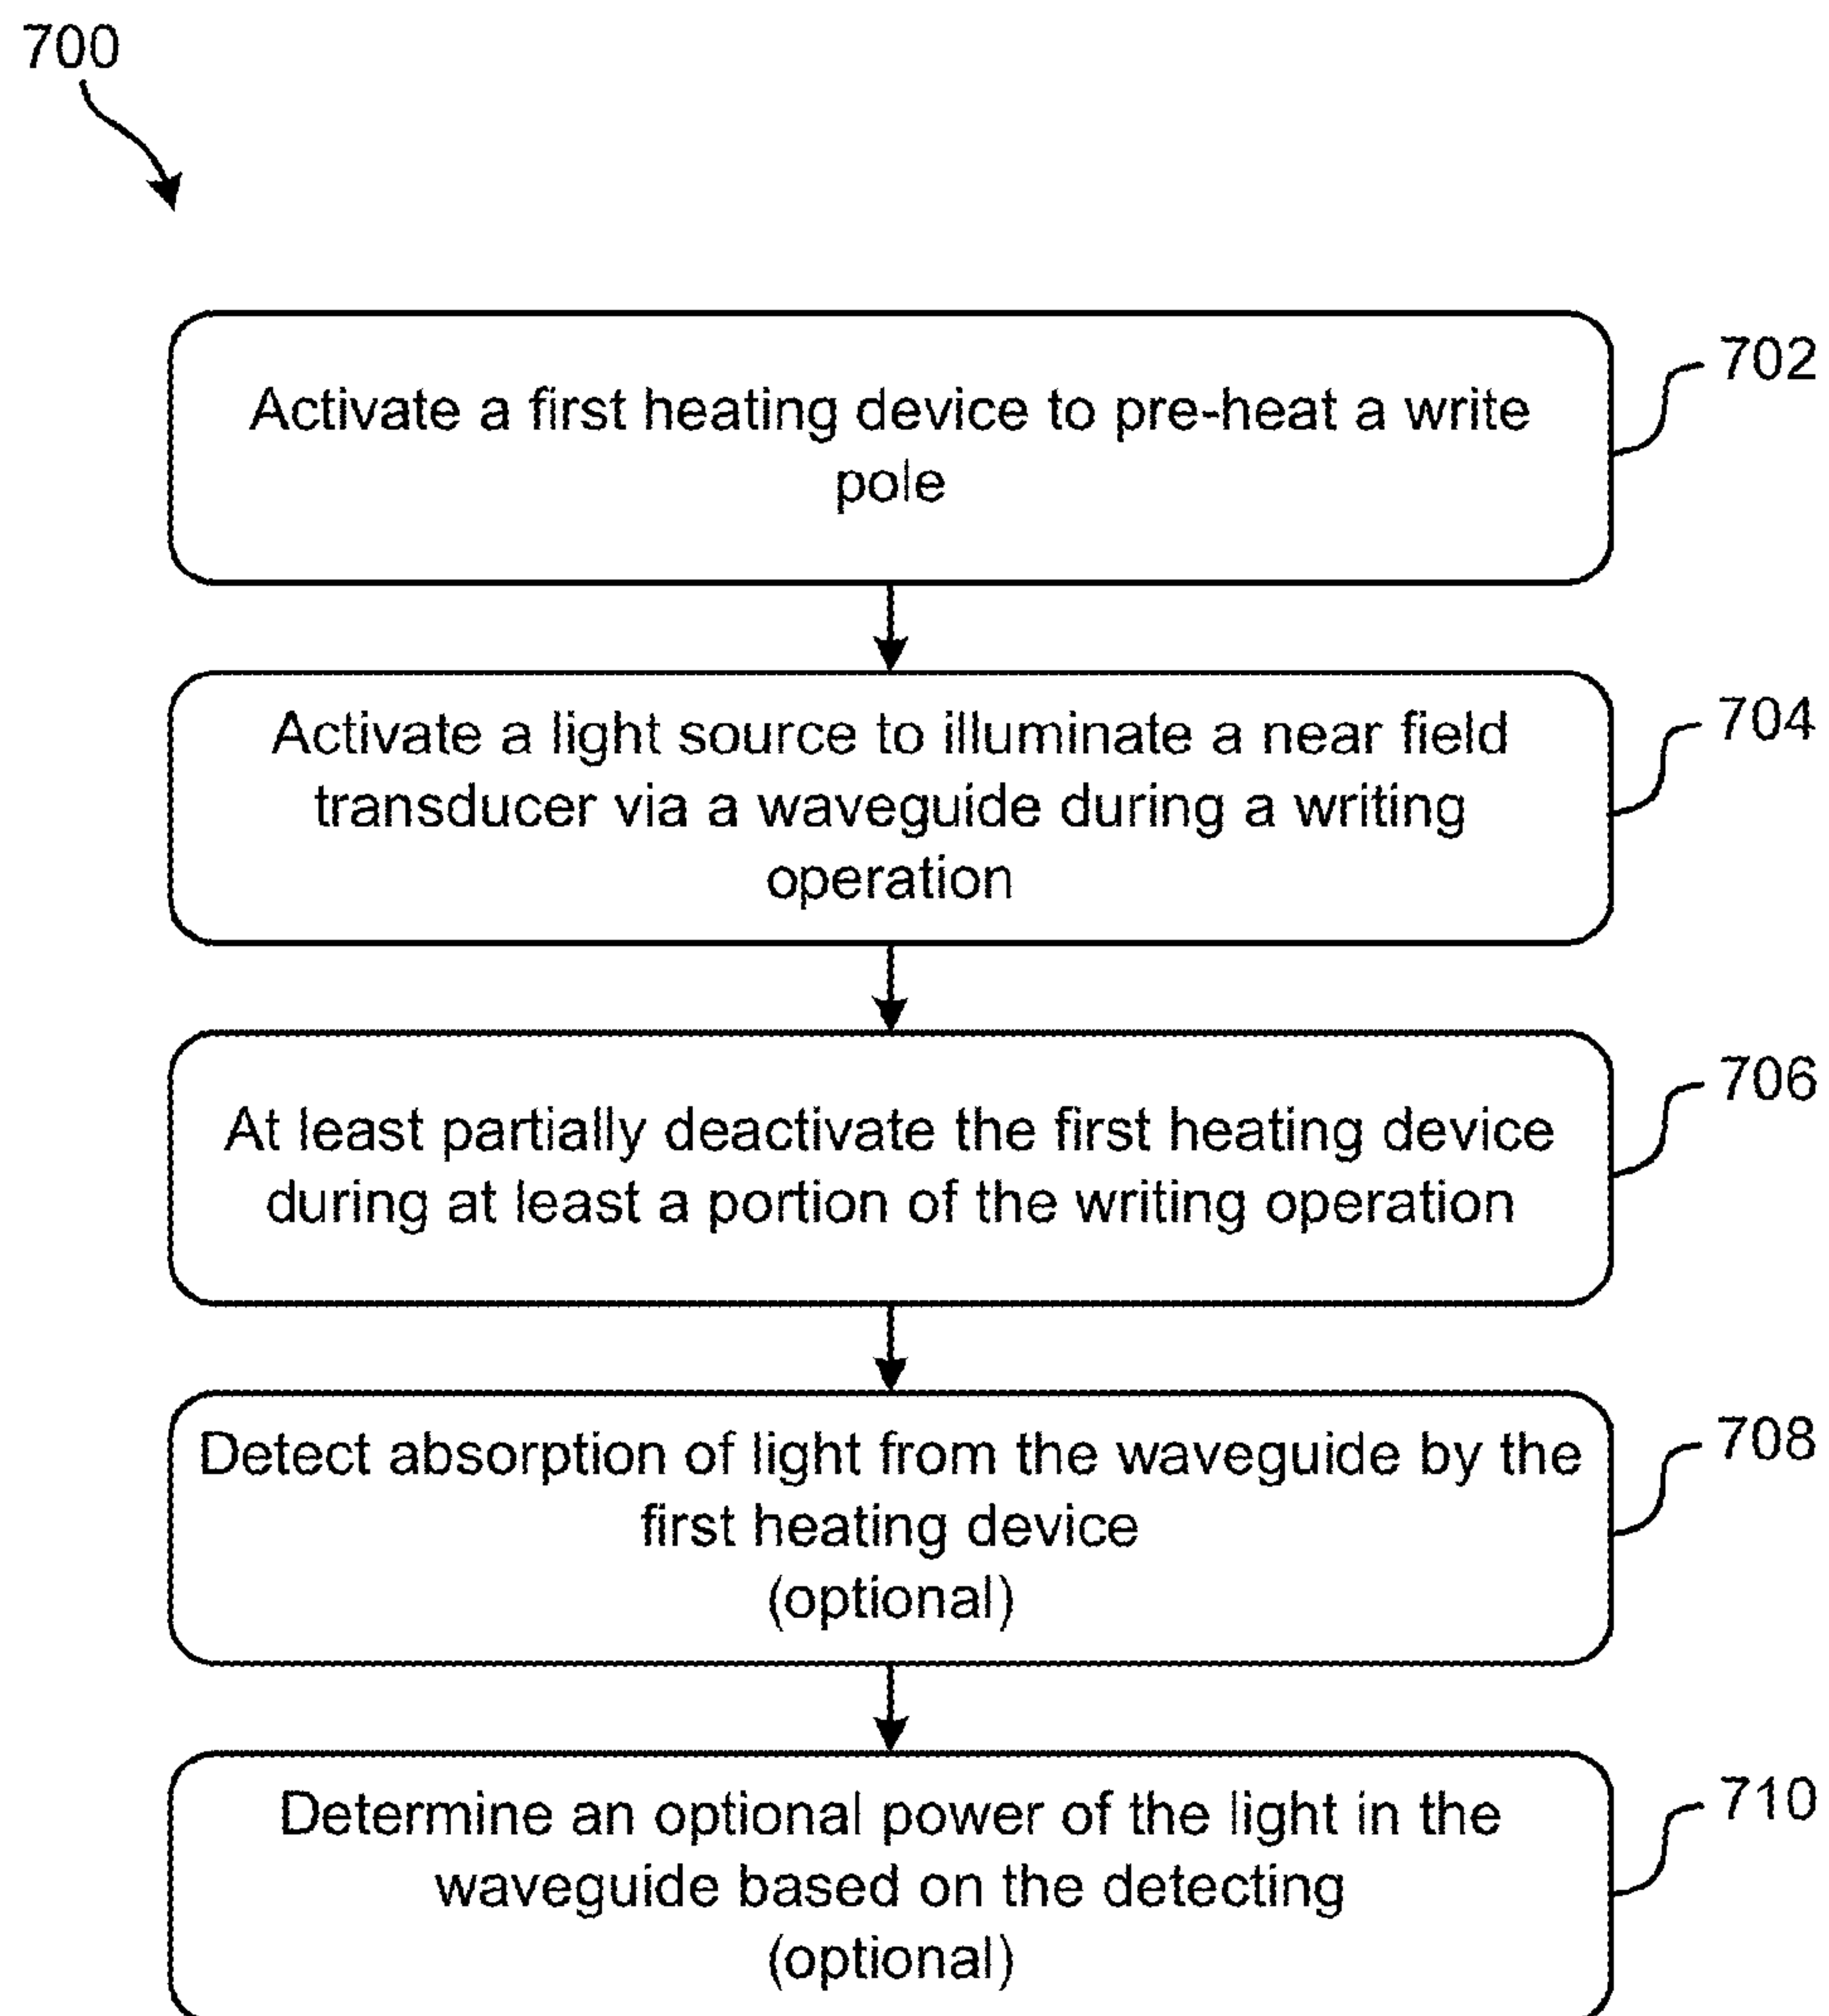 700
Activate a first heating device to pre-heat a write
pole
702
Activate a light source to illuminate a near field
transducer via a waveguide during a writing
operation
704
At least partially deactivate the first heating device
during at least a portion of the writing operation
706
Detect absorption of light from the waveguide by the
first heating device
(optional)
708
Determine an optional power of the light in the
waveguide based on the detecting
(optional)
710